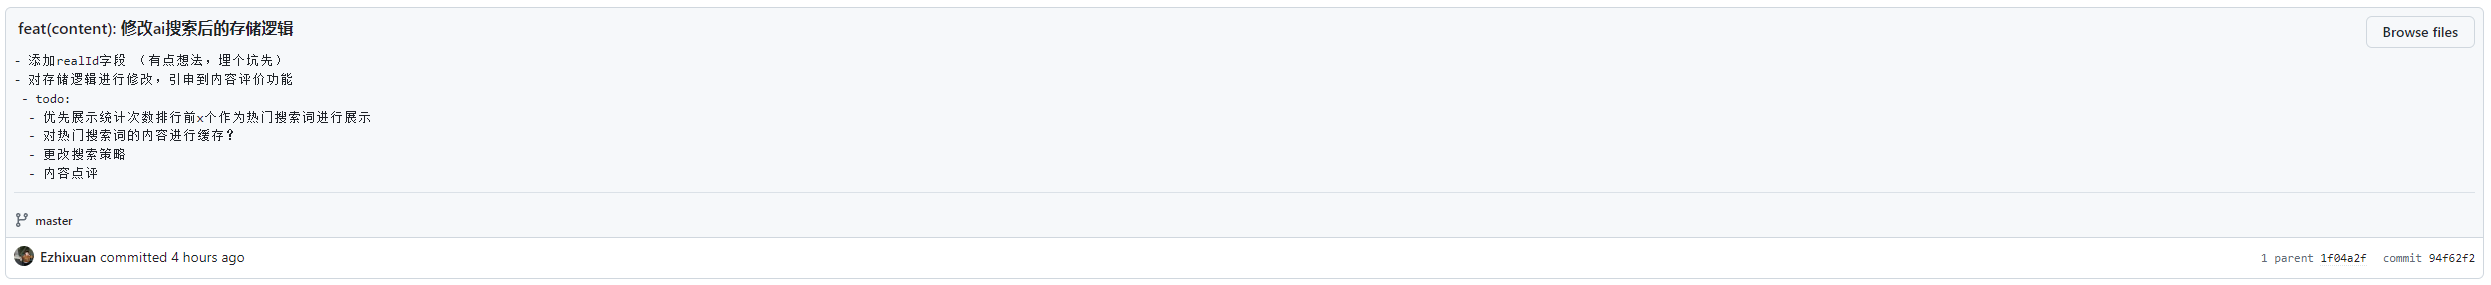 feat(content): 修改ai搜索后的存储逻辑
Browse files
- 添加realId字段 （有点想法，埋个坑先）
- 对存储逻辑进行修改，引申到内容评价功能
- todo:
- 优先展示统计次数排行前x个作为热门搜索词进行展示
- 对热门搜索词的内容进行缓存？
- 更改搜索策略
- 内容点评
master
Ezhixuan committed 4 hours ago
1 parent 1f04a2f commit 94f62f2